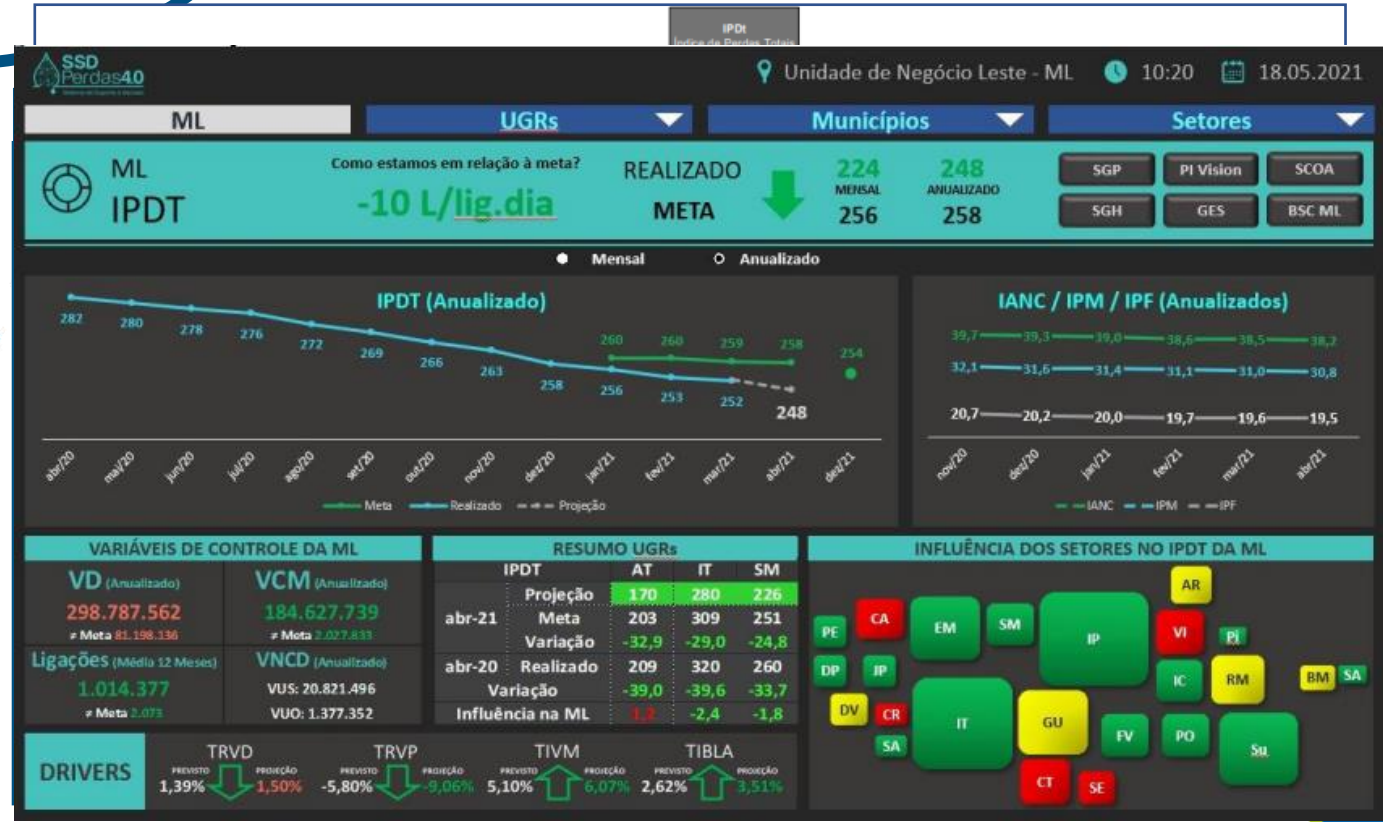 IPDt
Índice de Perdas Totais
SSD
Perdas4.0
Unidade de Negócio Leste - ML 10:20 18.05.2021
ML UGRs Municípios Setores
ML
IPDT
Como estamos em relação à meta?
-10 L/lig.dia
REALIZADO
META
224 248
MENSAL ANUALIZADO
256 258
SGP PI Vision SCOA
SGH GES BSC ML
Mensal Anualizado
IPDT (Anualizado)
282 280 278 276 272 269 266 263 258 256 253 252 248
260 260 259 258 254
abr/20 mai/20 jun/20 jul/20 ago/20 set/20 out/20 nov/20 dez/20 jan/21 fev/21 mar/21 abr/21 dez/21
Meta Realizado Projeção
IANC / IPM / IPF (Anualizados)
39,7 39,3 39,0 38,6 38,5 38,2
32,1 31,6 31,4 31,1 31,0 30,8
20,7 20,2 20,0 19,7 19,6 19,5
nov/20 dez/20 jan/21 fev/21 mar/21 abr/21
IANC IPM IPF
VARIÁVEIS DE CONTROLE DA ML
VD (Anualizado) VCM (Anualizado)
298.787.562 184.627.739
≠ Meta 81.198.136 ≠ Meta 2.027.833
Ligações (Média 12 Meses) VNCD (Anualizado)
1.014.377 VUS: 20.821.496
≠ Meta 2.073 VUO: 1.377.352
RESUMO UGRs
IPDT AT IT SM
Projeção 170 280 226
abr-21 Meta 203 309 251
Variação -32,9 -29,0 -24,8
abr-20 Realizado 209 320 260
Variação -39,0 -39,6 -33,7
Influência na ML 1,2 -2,4 -1,8
INFLUÊNCIA DOS SETORES NO IPDT DA ML
AR
PE CA EM SM IP VI Pi
DP JP IC RM BM SA
DV CR IT GU FV PO Su
SA
CT SE
DRIVERS
TRVD TRVP TIVM TIBLA
PREVISTO PROJEÇÃO PREVISTO PROJEÇÃO PREVISTO PROJEÇÃO PREVISTO PROJEÇÃO
1,39% 1,50% -5,80% -9,06% 5,10% 6,07% 2,62% 3,51%